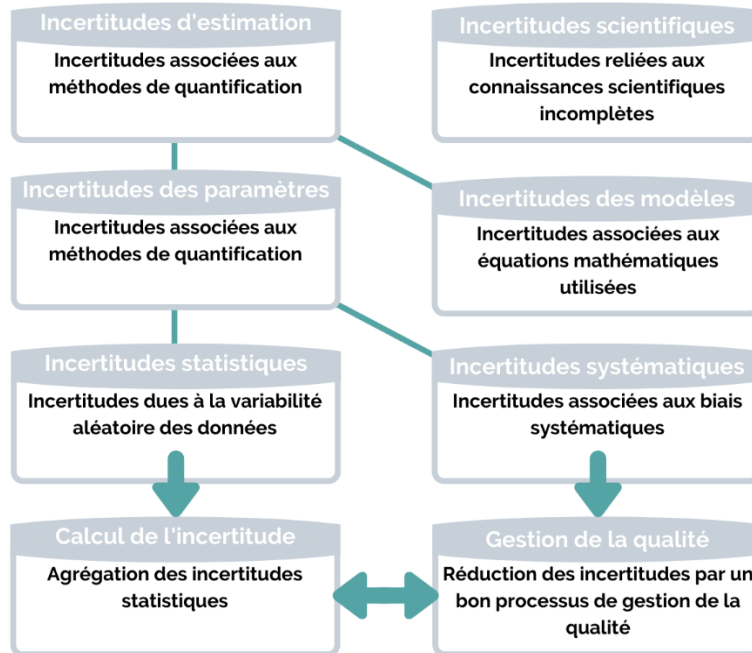 Incertitudes d'estimation
Incertitudes associées aux
méthodes de quantification
Incertitudes scientifiques
Incertitudes reliées aux
connaissances scientifiques
incomplètes
Incertitudes des paramètres
Incertitudes associées aux
méthodes de quantification
Incertitudes des modèles
Incertitudes associées aux
équations mathématiques
utilisées
Incertitudes statistiques
Incertitudes dues à la variabilité
aléatoire des données
Incertitudes systématiques
Incertitudes associées aux biais
systématiques
Calcul de l'incertitude
Agrégation des incertitudes
statistiques
Gestion de la qualité
Réduction des incertitudes par un
bon processus de gestion de la
qualité